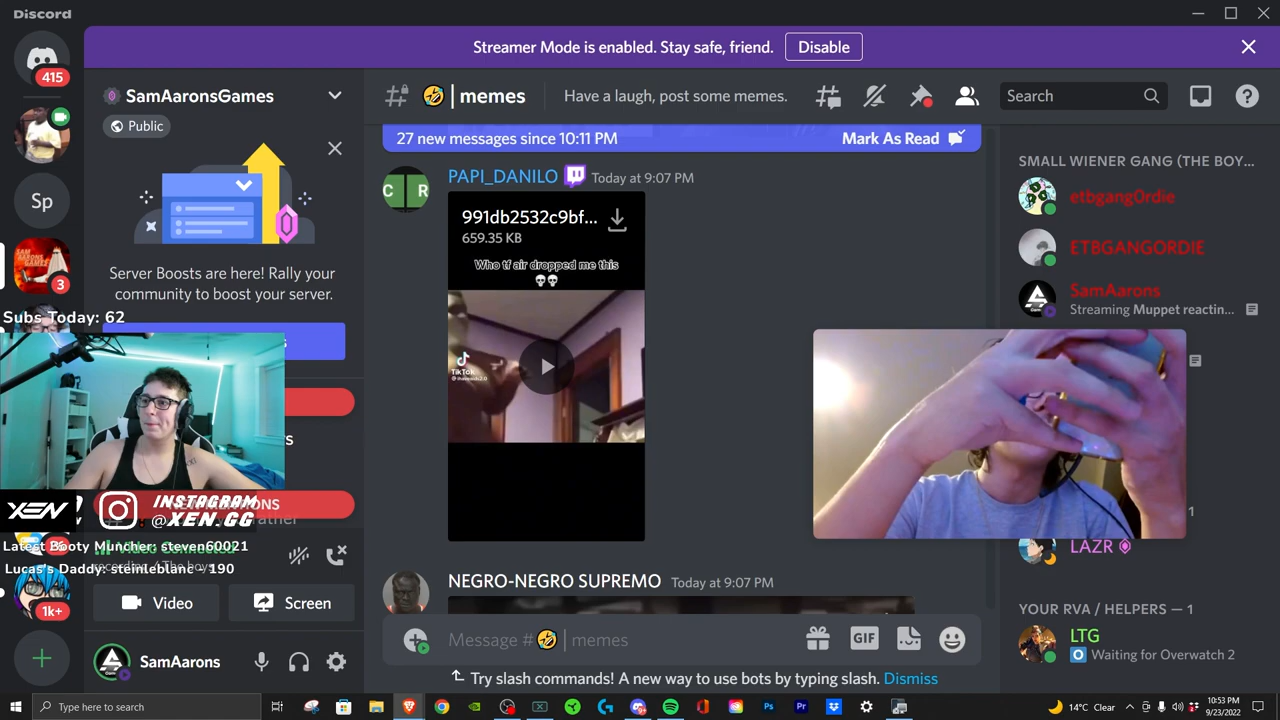 Discord
Streamer Mode is enabled. Stay safe, friend.
Disable
415
Sp
3
1k+
SamAaronsGames
Public
Server Boosts are here! Rally your
community to boost your server.
Subs Today: 62
XEN
INSTAGRAM
@XEN.GG
Latest Booty Muncher: steven60021
Lucas's Daddy: steinleblanc - 190
Video
Screen
SamAarons
🤣 | memes
Have a laugh, post some memes.
Search
27 new messages since 10:11 PM
Mark As Read
PAPI_DANILO
Today at 9:07 PM
991db2532c9bf...
659.35 KB
Who tf air dropped me this
💀💀
TikTok
NEGRO-NEGRO SUPREMO
Today at 9:07 PM
Message #🤣 | memes
GIF
Try slash commands! A new way to use bots by typing slash.
Dismiss
SMALL WIENER GANG (THE BOY...
etbgang0rdie
ETBGANGORDIE
SamAarons
Streaming Muppet reactin...
1
LAZR
YOUR RVA / HELPERS — 1
LTG
Waiting for Overwatch 2
Type here to search
14°C Clear
10:53 PM
9/23/2022